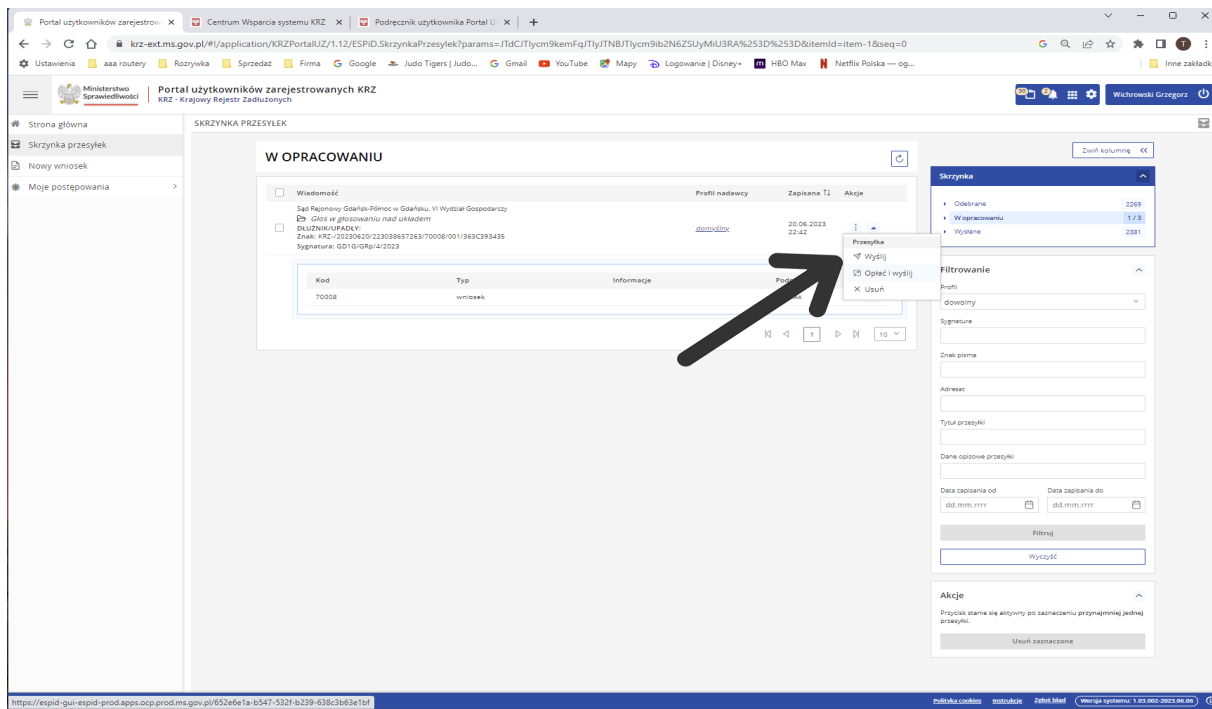 Portal użytkowników zarejestrow
Centrum Wsparcia systemu KRZ
Podręcznik użytkownika Portal U
krz-ext.ms.gov.pl/#!/application/KRZPortalUZ/1.12/ESPiD.SkrzynkaPrzesylek?params=JTdCJTIycm9kemFqJTIyJTNBJTIycm9ib2N6ZSUyMiU3RA%253D%253D&itemId=item-1&seq=0
T
Ustawienia
aaa routery
Rozrywka
Sprzedaż
Firma
Google
Judo Tigers | Judo...
Gmail
YouTube
Mapy
Logowanie | Disney+
HBO Max
Netflix Polska — og...
Inne zakładk
Ministerstwo
Sprawiedliwości
Portal użytkowników zarejestrowanych KRZ
KRZ - Krajowy Rejestr Zadłużonych
Wichrowski Grzegorz
Strona główna
Skrzynka przesyłek
Nowy wniosek
Moje postępowania
SKRZYNKA PRZESYŁEK
W OPRACOWANIU
Wiadomość
Profil nadawcy
Zapisana
Akcje
Sąd Rejonowy Gdańsk-Północ w Gdańsku, VI Wydział Gospodarczy
Głos w głosowaniu nad układem
DŁUŻNIK/UPADŁY:
Znak: KRZ-/20230620/223038657263/70008/001/363C393435
Sygnatura: GD1G/GRp/4/2023
domyślny
20.06.2023
22:42
Przesyłka
Wyślij
Opłać i wyślij
Usuń
Kod
Typ
Informacje
70008
wniosek
1
10
Zwiń kolumnę
Skrzynka
Odebrane 2269
W opracowaniu 1 / 3
Wysłane 2381
Filtrowanie
Profil
dowolny
Sygnatura
Znak pisma
Adresat
Tytuł przesyłki
Dane opisowe przesyłki
Data zapisania od
Data zapisania do
dd.mm.rrrr
dd.mm.rrrr
Filtruj
Wyczyść
Akcje
Przycisk stanie się aktywny po zaznaczeniu przynajmniej jednej
przesyłki.
Usuń zaznaczone
https://espid-gui-espid-prod.apps.ocp.prod.ms.gov.pl/652e6e1a-b547-532f-b239-638c3b63e1bf
Polityka cookies
Instrukcje
Zgłoś błąd
Wersja systemu: 1.03.002-2023.06.06